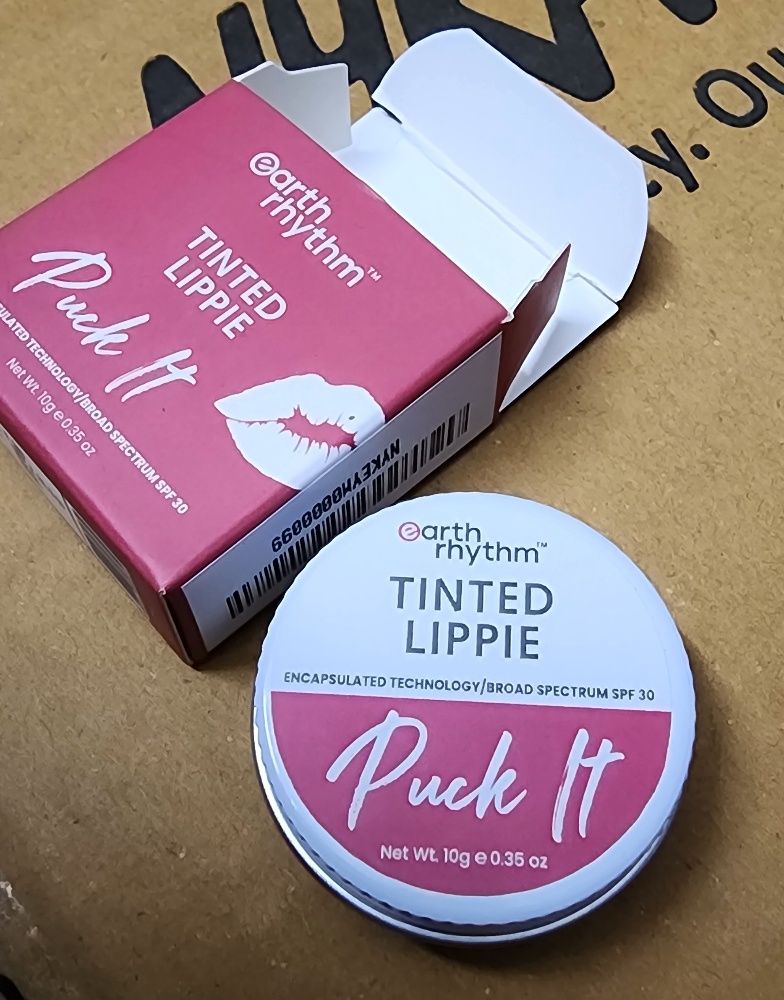 earth
rhythm™
TINTED
LIPPIE
Puck It
ULATED TECHNOLOGY/BROAD SPECTRUM SPF 30
Net Wt. 10g e 0.35 oz
NYKEYH00000099
earth
rhythm™
TINTED
LIPPIE
ENCAPSULATED TECHNOLOGY/BROAD SPECTRUM SPF 30
Puck It
Net Wt. 10g e 0.35 oz